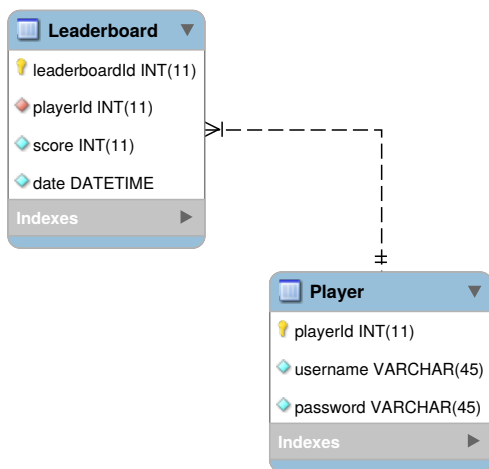 Leaderboard
leaderboardId INT(11)
playerId INT(11)
score INT(11)
date DATETIME
Indexes
Player
playerId INT(11)
username VARCHAR(45)
password VARCHAR(45)
Indexes